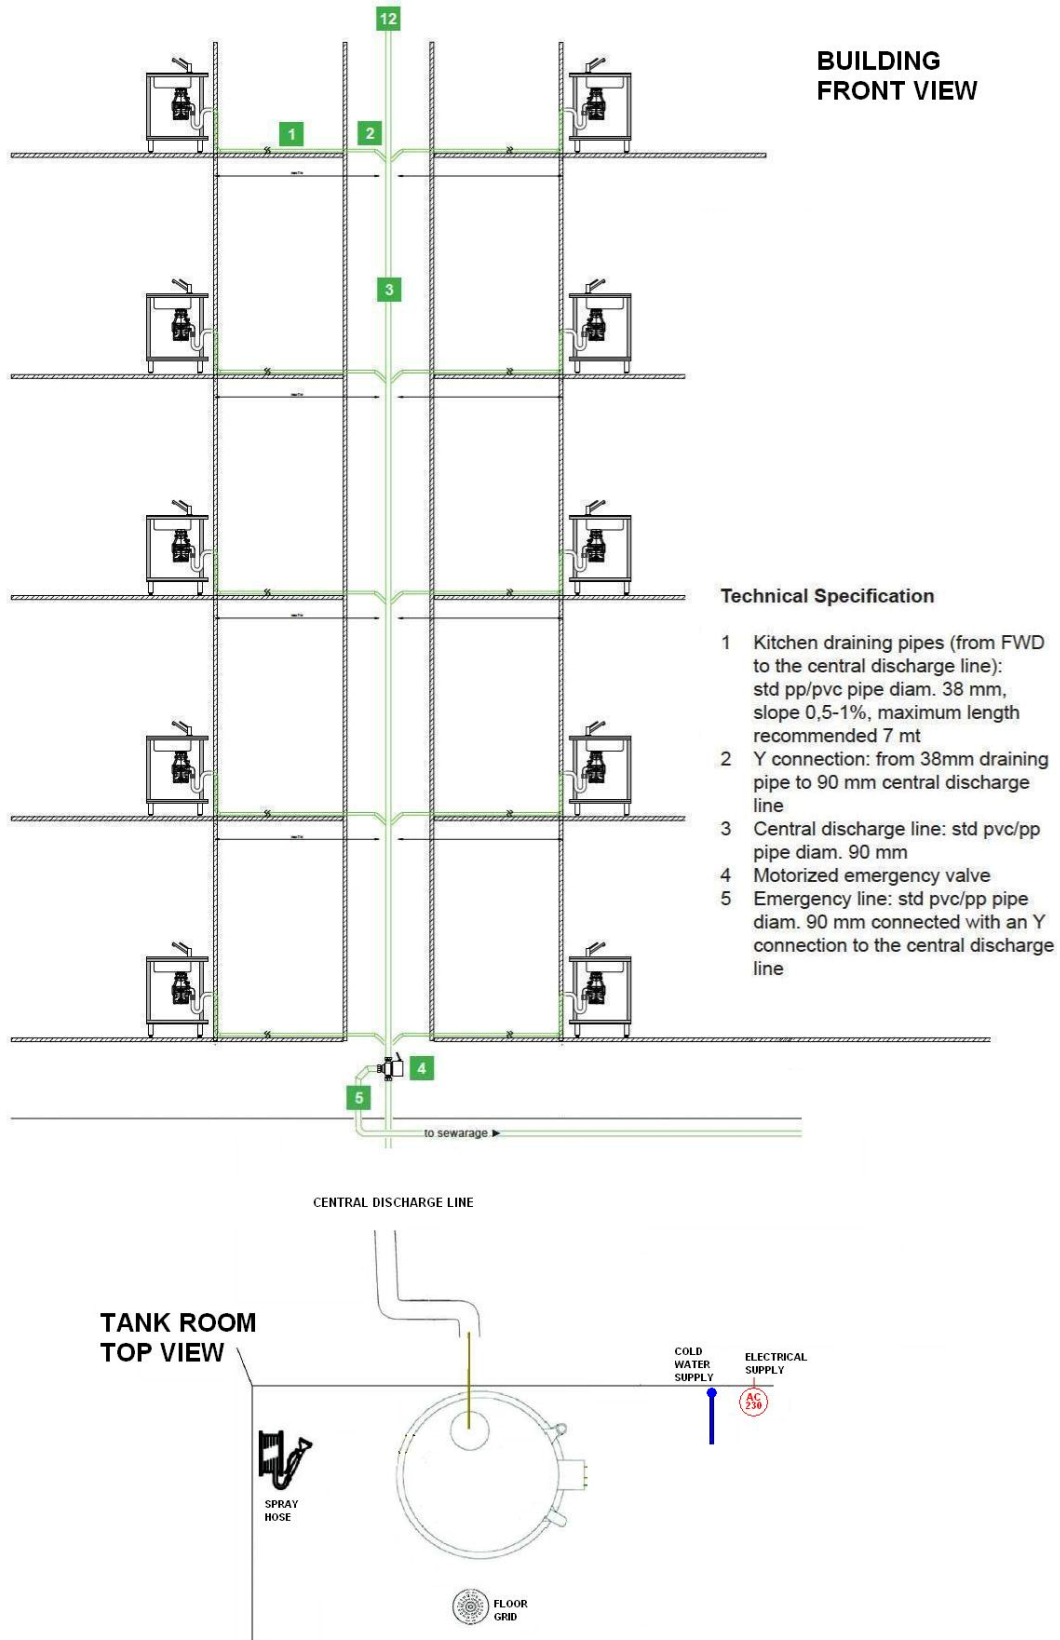 12
BUILDING
FRONT VIEW
1
2
3
Technical Specification
1 Kitchen draining pipes (from FWD
to the central discharge line):
std pp/pvc pipe diam. 38 mm,
slope 0,5-1%, maximum length
recommended 7 mt
2 Y connection: from 38mm draining
pipe to 90 mm central discharge
line
3 Central discharge line: std pvc/pp
pipe diam. 90 mm
4 Motorized emergency valve
5 Emergency line: std pvc/pp pipe
diam. 90 mm connected with an Y
connection to the central discharge
line
4
5
to sewarage
CENTRAL DISCHARGE LINE
TANK ROOM
TOP VIEW
COLD
WATER
SUPPLY
ELECTRICAL
SUPPLY
AC
230
SPRAY
HOSE
FLOOR
GRID